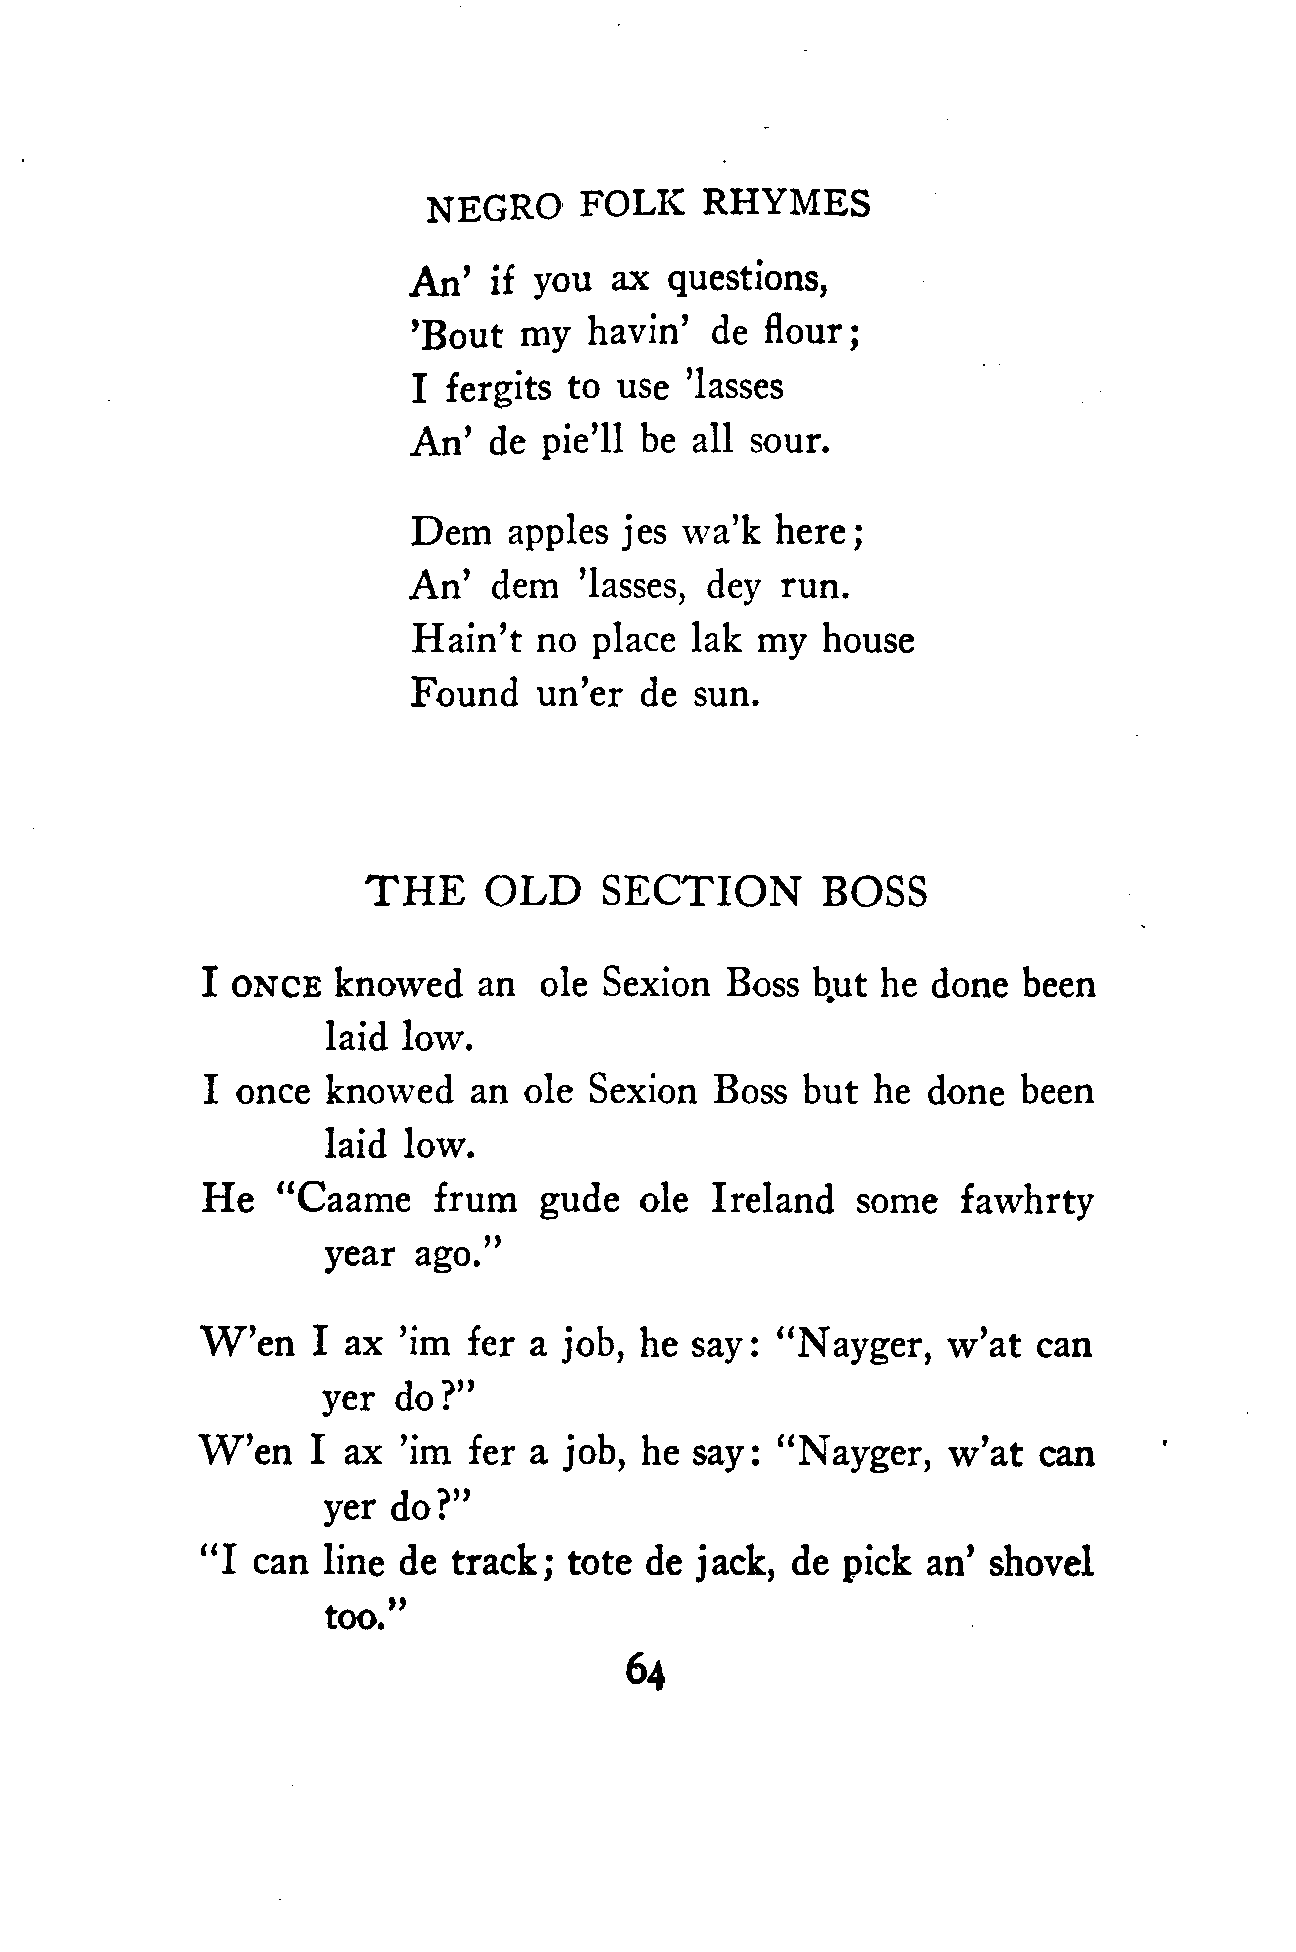 NEGRO FOLK RHYMES
An' if you ax questions,
'Bout my havin' de flour;
I fergits to use 'lasses
An' de pie'll be all sour.
Dem apples jes wa'k here;
An' dem 'lasses, dey run.
Hain't no place lak my house
Found un'er de sun.
THE OLD SECTION BOSS
I ONCE knowed an ole Sexion Boss but he done been
laid low.
I once knowed an ole Sexion Boss but he done been
laid low.
He "Caame frum gude ole Ireland some fawhrty
year ago."
W'en I ax 'im fer a job, he say: "Nayger, w'at can
yer do?"
W'en I ax 'im fer a job, he say: "Nayger, w'at can
yer do?"
"I can line de track; tote de jack, de pick an' shovel
too."
64